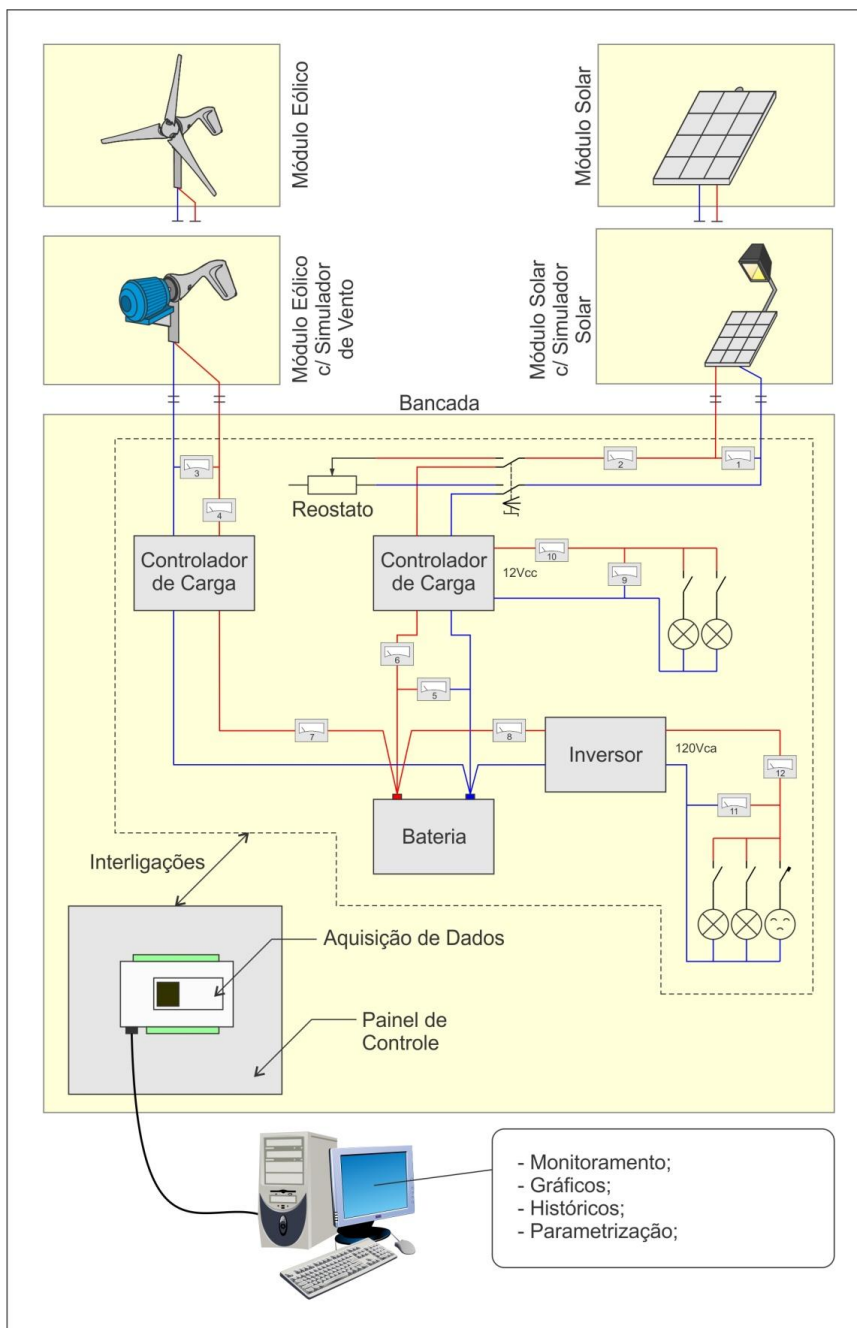 Módulo Eólico
Módulo Solar
Módulo Eólico
c/ Simulador
de Vento
Módulo Solar
c/ Simulador
Solar
Bancada
3
2
1
4
Reostato
Controlador
de Carga
Controlador
de Carga
12Vcc
10
9
6
5
7
8
Inversor
120Vca
12
11
Bateria
Interligações
Aquisição de Dados
Painel de
Controle
- Monitoramento;
- Gráficos;
- Históricos;
- Parametrização;